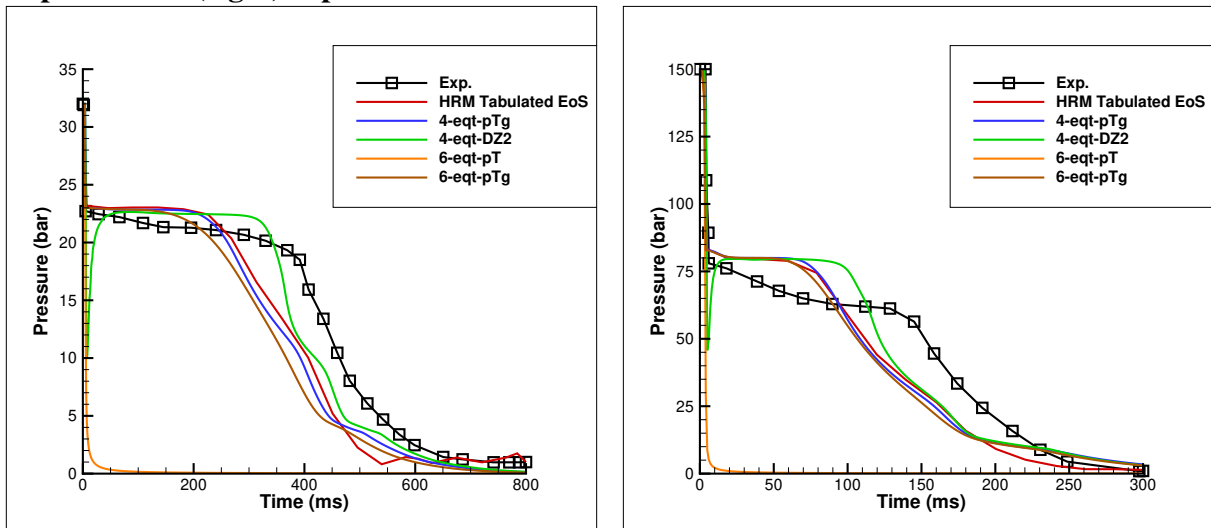 Exp.
HRM Tabulated EoS
4-eqt-pTg
4-eqt-DZ2
6-eqt-pT
6-eqt-pTg
35
30
25
20
15
10
5
0
Pressure (bar)
0 200 400 600 800
Time (ms)
Exp.
HRM Tabulated EoS
4-eqt-pTg
4-eqt-DZ2
6-eqt-pT
6-eqt-pTg
150
125
100
75
50
25
0
Pressure (bar)
0 50 100 150 200 250 300
Time (ms)